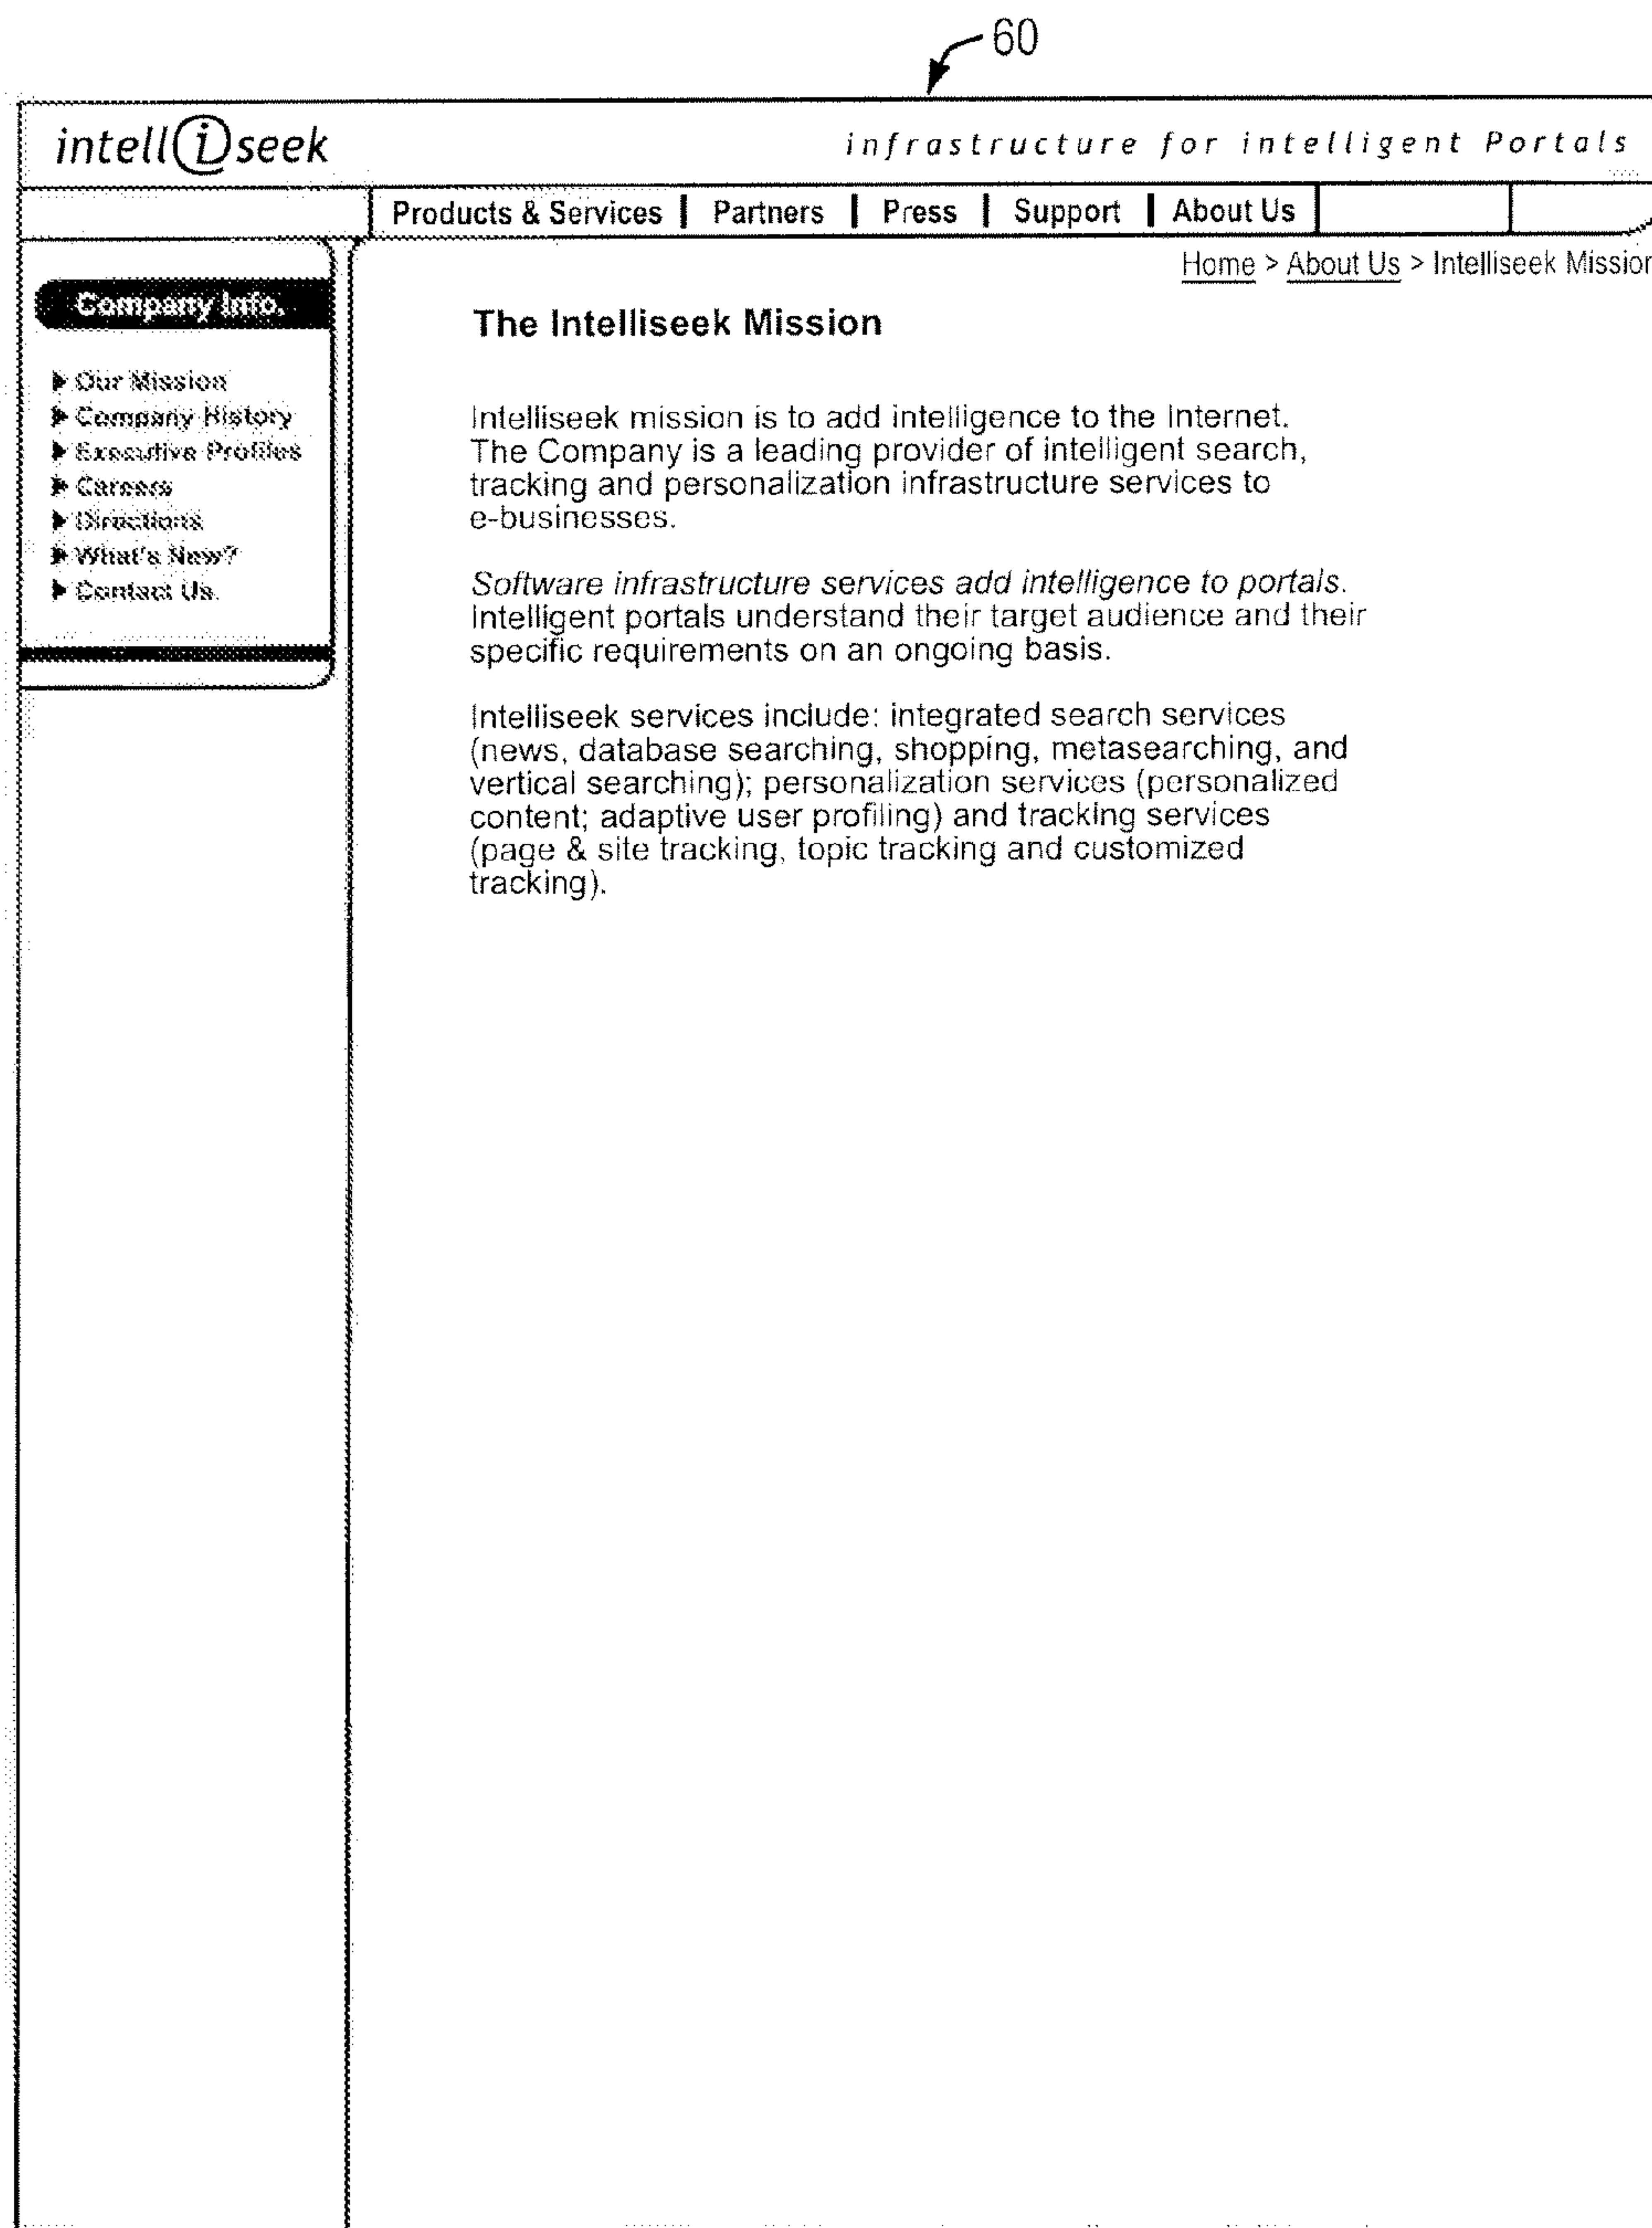 60
intelliseek
infrastructure for intelligent Portals
Products & Services | Partners | Press | Support | About Us
Home > About Us > Intelliseek Mission
Company Info.
Our Mission
Company History
Executive Profiles
Careers
Directions
What's New?
Contact Us.
The Intelliseek Mission
Intelliseek mission is to add intelligence to the Internet.
The Company is a leading provider of intelligent search,
tracking and personalization infrastructure services to
e-businesses.
Software infrastructure services add intelligence to portals.
Intelligent portals understand their target audience and their
specific requirements on an ongoing basis.
Intelliseek services include: integrated search services
(news, database searching, shopping, metasearching, and
vertical searching); personalization services (personalized
content; adaptive user profiling) and tracking services
(page & site tracking, topic tracking and customized
tracking).